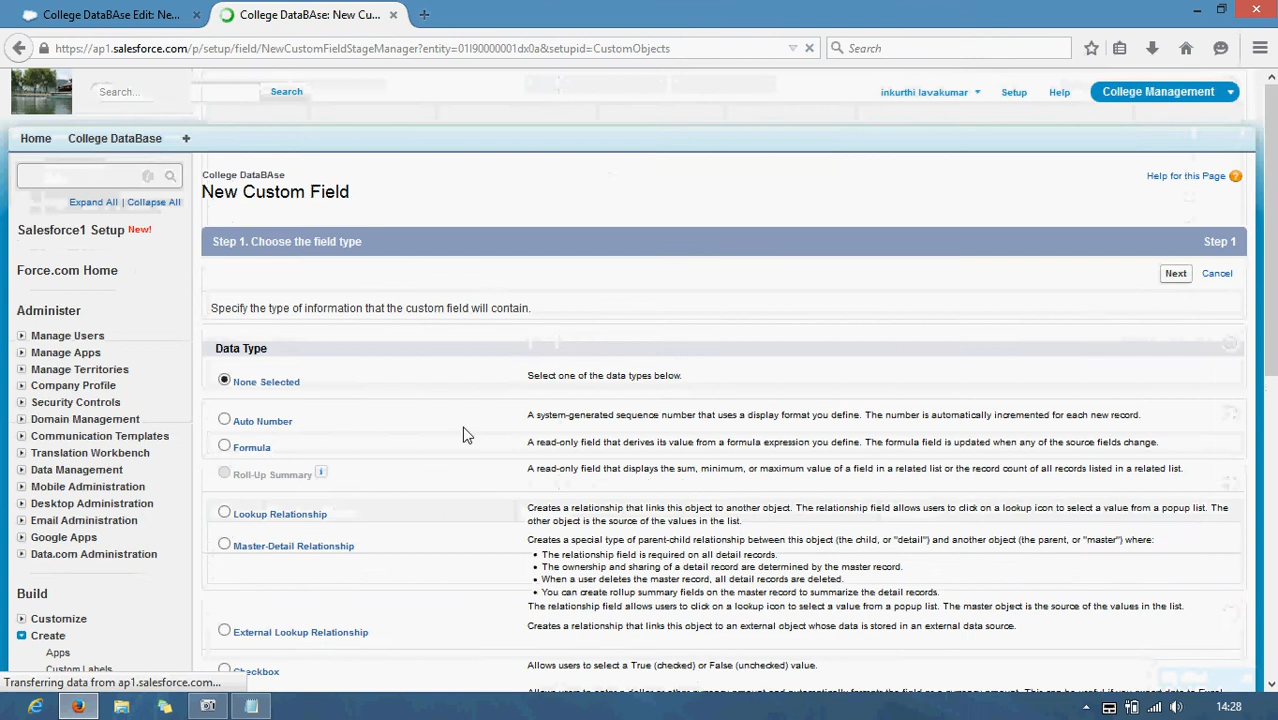 College DataBAse Edit: Ne...
College DataBAse: New Cu...
https://ap1.salesforce.com/p/setup/field/NewCustomFieldStageManager?entity=01I90000001dx0a&setupid=CustomObjects
Search
Search...
Search
inkurthi lavakumar
Setup
Help
College Management
Home
College DataBase
+
Expand All | Collapse All
Salesforce1 Setup New!
Force.com Home
Administer
Manage Users
Manage Apps
Manage Territories
Company Profile
Security Controls
Domain Management
Communication Templates
Translation Workbench
Data Management
Mobile Administration
Desktop Administration
Email Administration
Google Apps
Data.com Administration
Build
Customize
Create
Apps
Custom Labels
College DataBAse
New Custom Field
Help for this Page
Step 1. Choose the field type
Step 1
Next
Cancel
Specify the type of information that the custom field will contain.
Data Type
None Selected
Select one of the data types below.
Auto Number
A system-generated sequence number that uses a display format you define. The number is automatically incremented for each new record.
Formula
A read-only field that derives its value from a formula expression you define. The formula field is updated when any of the source fields change.
Roll-Up Summary
A read-only field that displays the sum, minimum, or maximum value of a field in a related list or the record count of all records listed in a related list.
Lookup Relationship
Creates a relationship that links this object to another object. The relationship field allows users to click on a lookup icon to select a value from a popup list. The
other object is the source of the values in the list.
Master-Detail Relationship
Creates a special type of parent-child relationship between this object (the child, or "detail") and another object (the parent, or "master") where:
• The relationship field is required on all detail records.
• The ownership and sharing of a detail record are determined by the master record.
• When a user deletes the master record, all detail records are deleted.
• You can create rollup summary fields on the master record to summarize the detail records.
The relationship field allows users to click on a lookup icon to select a value from a popup list. The master object is the source of the values in the list.
External Lookup Relationship
Creates a relationship that links this object to an external object whose data is stored in an external data source.
Checkbox
Allows users to select a True (checked) or False (unchecked) value.
Transferring data from ap1.salesforce.com...
14:28